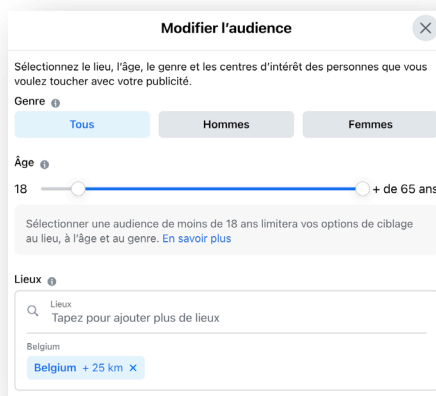 Modifier l'audience
Sélectionnez le lieu, l'âge, le genre et les centres d'intérêt des personnes que vous
voulez toucher avec votre publicité.
Genre
Tous
Hommes
Femmes
Âge
18
+ de 65 ans
Sélectionner une audience de moins de 18 ans limitera vos options de ciblage
au lieu, à l'âge et au genre. En savoir plus
Lieux
Lieux
Tapez pour ajouter plus de lieux
Belgium
Belgium + 25 km ×